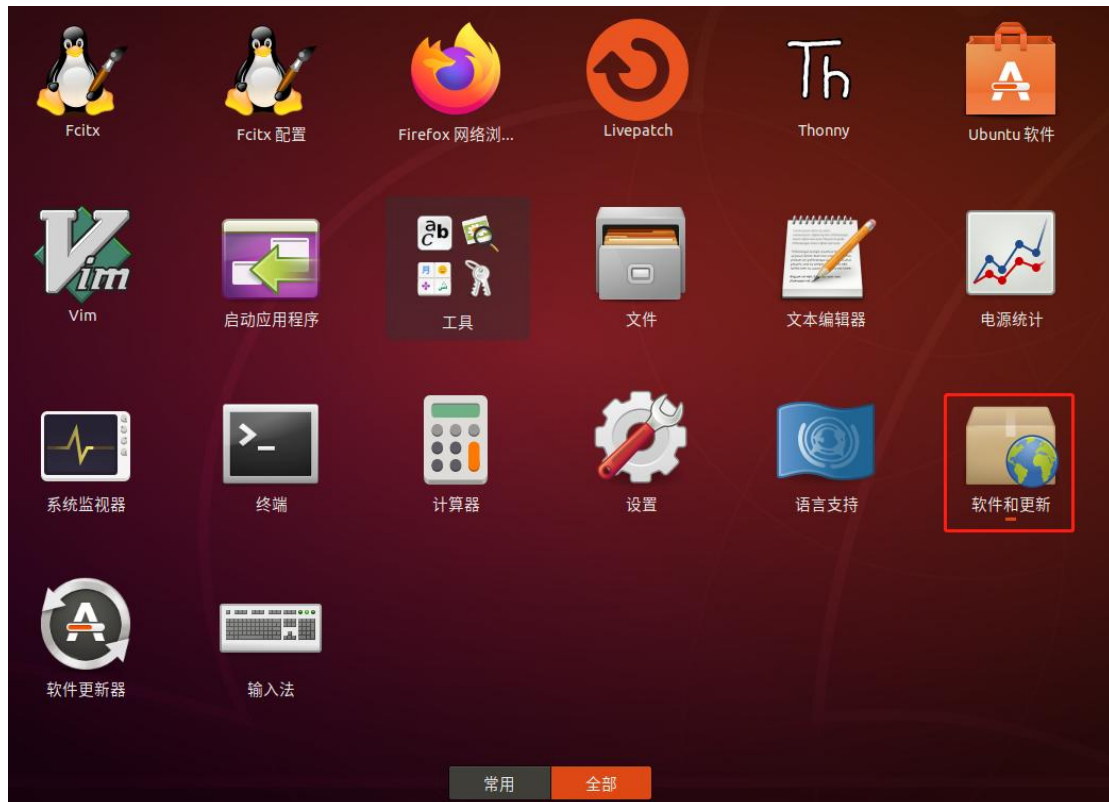 Fcitx
Fcitx 配置
Firefox 网络浏...
Livepatch
Th
Thonny
Ubuntu 软件
Vim
Vim
启动应用程序
工具
文件
文本编辑器
电源统计
系统监视器
终端
计算器
设置
语言支持
软件和更新
软件更新器
输入法
常用
全部